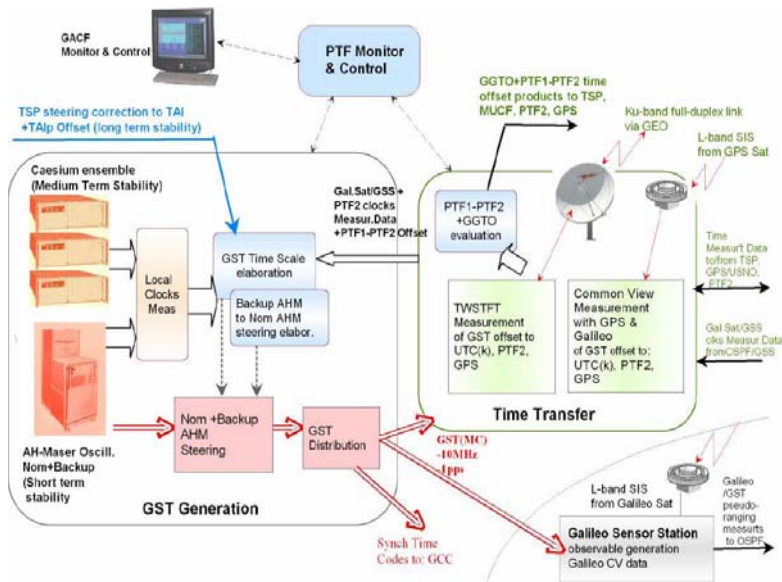 GACF
Monitor & Control
PTF Monitor
& Control
TSP steering correction to TAI
+TAIp Offset (long term stability)
GGTO+PTF1-PTF2 time
offset products to TSP,
MUCF, PTF2, GPS
Ku-band full-duplex link
via GEO
L-band SIS
from GPS Sat
Caesium ensemble
(Medium Term Stability)
Gal.Sat/GSS +
PTF2 clocks
Measur.Data
+PTF1-PTF2 Offset
PTF1-PTF2
+GGTO
evaluation
GST Time Scale
elaboration
Local
Clocks
Meas
Backup AHM
to Nom AHM
steering elabor.
TWSTFT
Measurement
of GST offset to
UTC(k), PTF2,
GPS
Common View
Measurement
with GPS &
Galileo
of GST offset to:
UTC(k), PTF2,
GPS
Time
Measur't Data
to/from TSP,
GPS/USNO,
PTF2
Gal.Sat/GSS
clks Measur Data
fromOSPF/GSS
Time Transfer
AH-Maser Oscill.
Nom+Backup
(Short term
stability
Nom +Backup
AHM
Steering
GST
Distribution
GST(MC)
-10MHz
-1pps
GST Generation
Synch Time
Codes to: GCC
L-band SIS
from Galileo Sat
Galileo
/GST
pseudo-
ranging
measurts
to OSPF
Galileo Sensor Station
observable generation
Galileo CV data